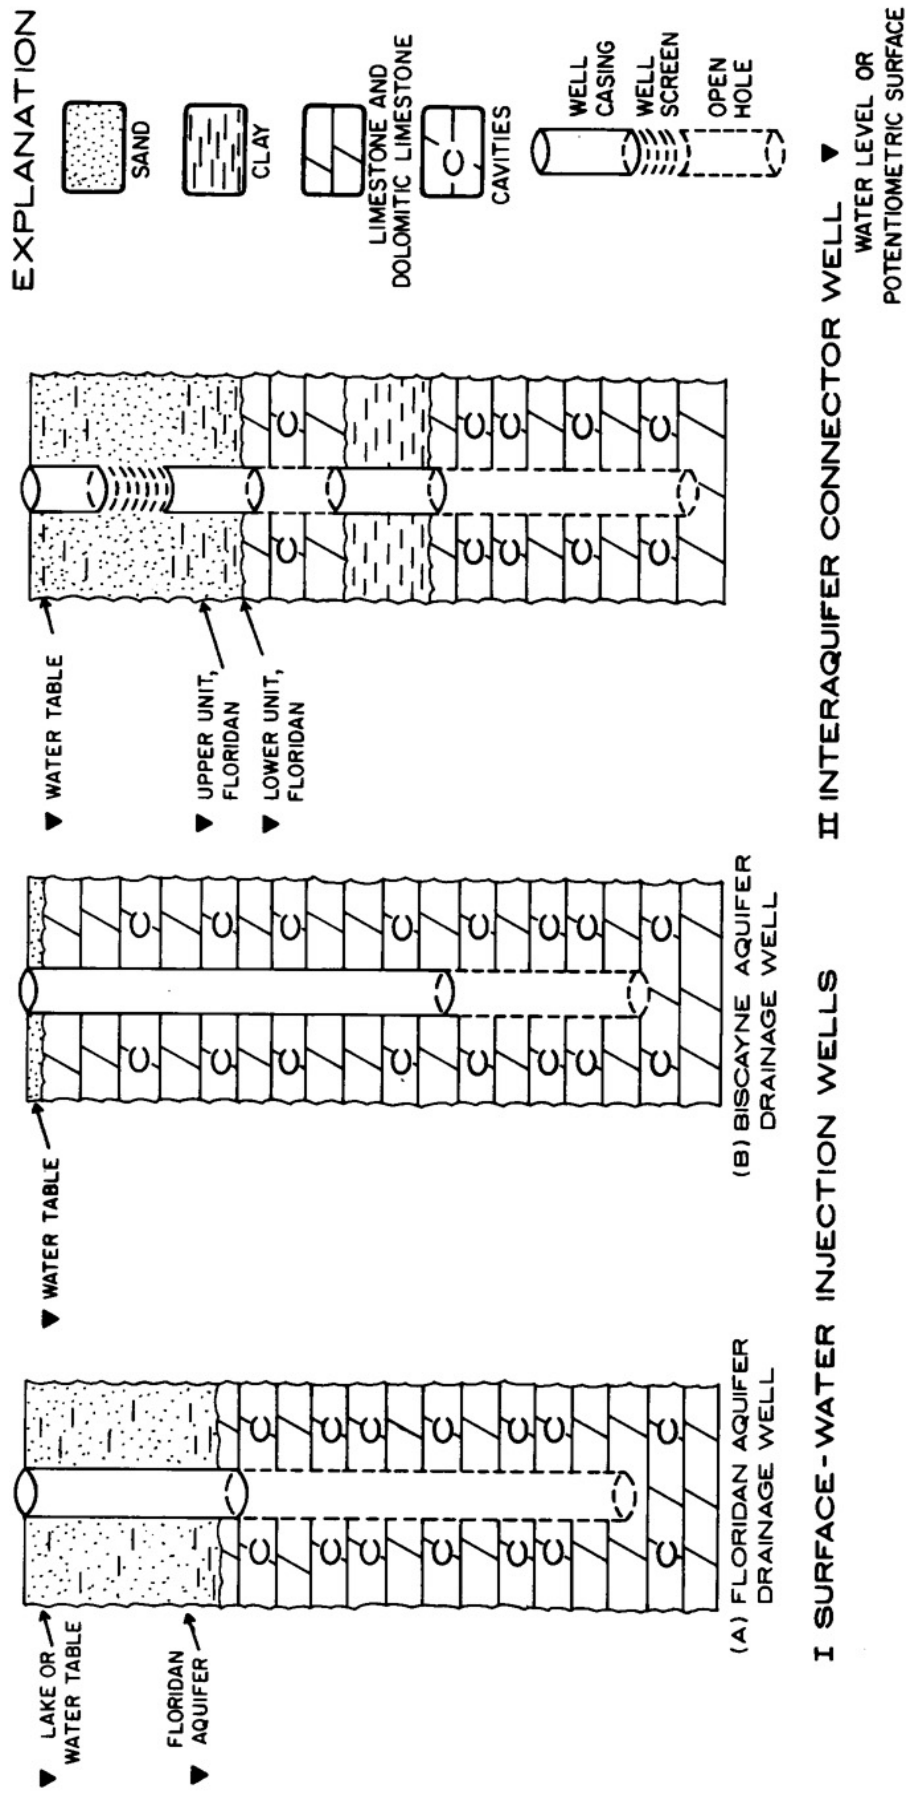 ▼ LAKE OR
WATER TABLE
▼ FLORIDAN
AQUIFER
(A) FLORIDAN AQUIFER
DRAINAGE WELL
▼ WATER TABLE
(B) BISCAYNE AQUIFER
DRAINAGE WELL
I SURFACE-WATER INJECTION WELLS
▼ WATER TABLE
▼ UPPER UNIT,
FLORIDAN
▼ LOWER UNIT,
FLORIDAN
II INTERAQUIFER CONNECTOR WELL
EXPLANATION
SAND
CLAY
LIMESTONE AND
DOLOMITIC LIMESTONE
CAVITIES
WELL
CASING
WELL
SCREEN
OPEN
HOLE
▼
WATER LEVEL OR
POTENTIOMETRIC SURFACE